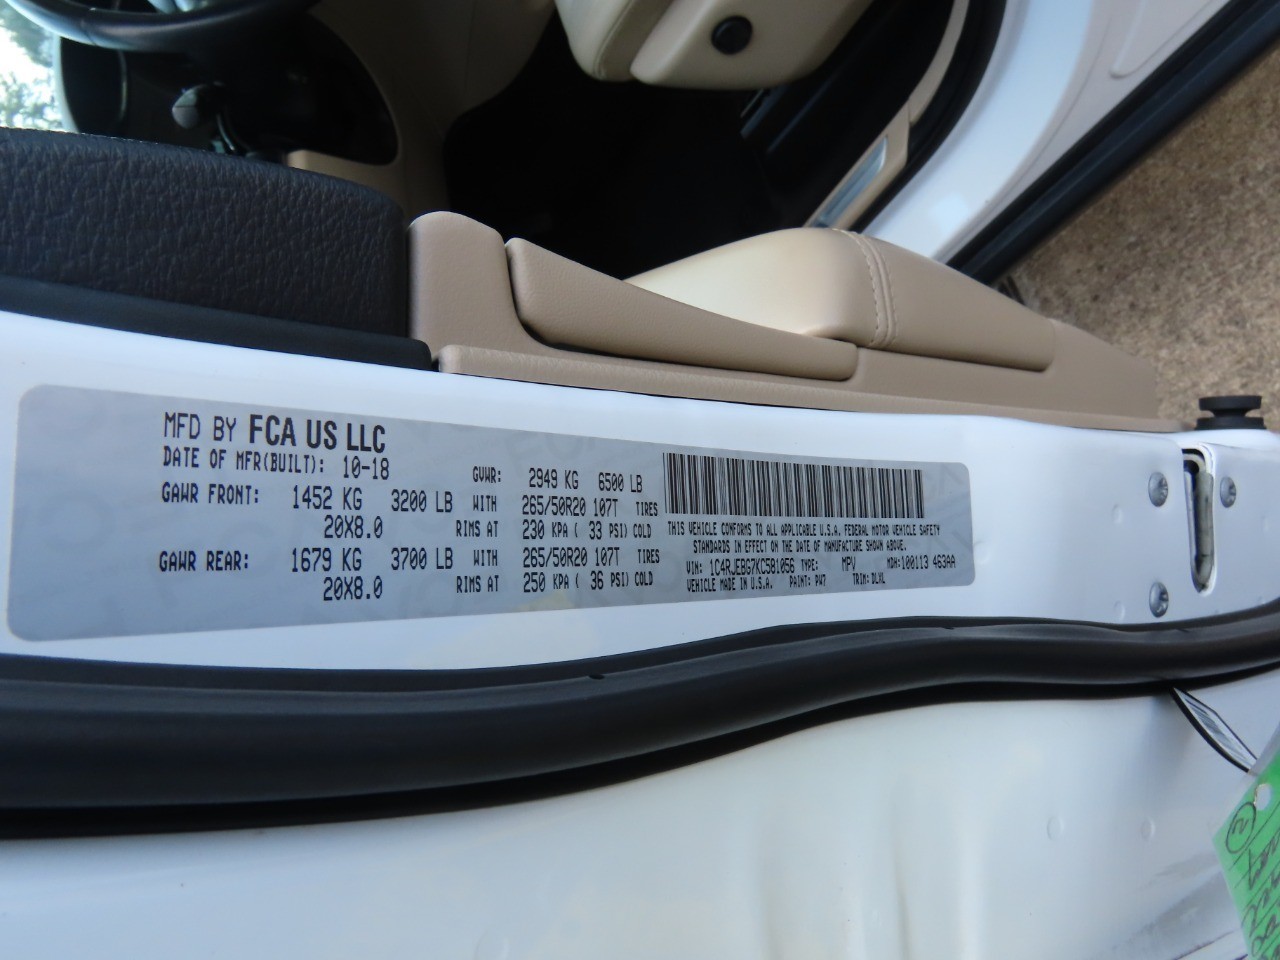 MFD BY FCA US LLC
DATE OF MFR(BUILT): 10-18 GVWR: 2949 KG 6500 LB
GAWR FRONT: 1452 KG 3200 LB WITH 265/50R20 107T TIRES
20X8.0 RIMS AT 230 KPA ( 33 PSI) COLD
GAWR REAR: 1679 KG 3700 LB WITH 265/50R20 107T TIRES
20X8.0 RIMS AT 250 KPA ( 36 PSI) COLD
THIS VEHICLE CONFORMS TO ALL APPLICABLE U.S.A. FEDERAL MOTOR VEHICLE SAFETY
STANDARDS IN EFFECT ON THE DATE OF MANUFACTURE SHOWN ABOVE.
VIN: 1C4RJEBG7KC581056 TYPE: MPV MDH: 100113 463AA
VEHICLE MADE IN U.S.A. PAINT: PW7 TRIM: DLXL
2